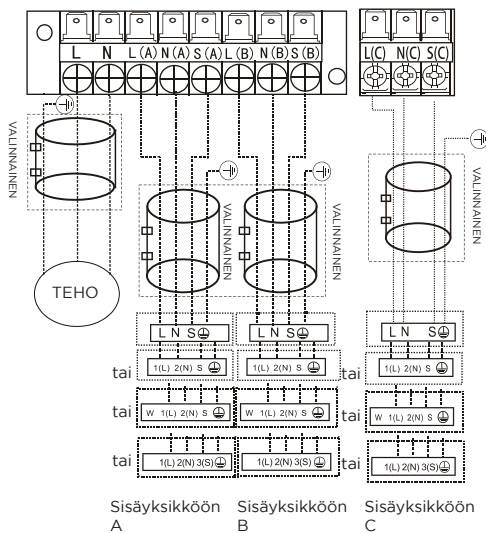 L N L(A) N(A) S(A) L(B) N(B) S(B)
L(C) N(C) S(C)
VALINNAINEN
VALINNAINEN
VALINNAINEN
VALINNAINEN
TEHO
L N S
L N S
L N S
1(L) 2(N) S
1(L) 2(N) S
1(L) 2(N) S
tai
tai
W 1(L) 2(N) S
W 1(L) 2(N) S
W 1(L) 2(N) S
tai
tai
1(L) 2(N) 3(S)
1(L) 2(N) 3(S)
1(L) 2(N) 3(S)
tai
tai
Sisäyksikköön
A
Sisäyksikköön
B
Sisäyksikköön
C